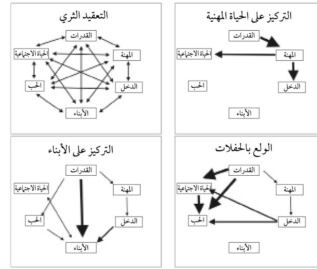 التعقيد الثري
القدرات
الحياة الاجتماعية
المهنة
الحب
الدخل
الأبناء
التركيز على الحياة المهنية
القدرات
الحياة الاجتماعية
المهنة
الحب
الدخل
الأبناء
التركيز على الأبناء
القدرات
الحياة الاجتماعية
المهنة
الحب
الدخل
الأبناء
الولع بالحفلات
القدرات
الحياة الاجتماعية
المهنة
الحب
الدخل
الأبناء